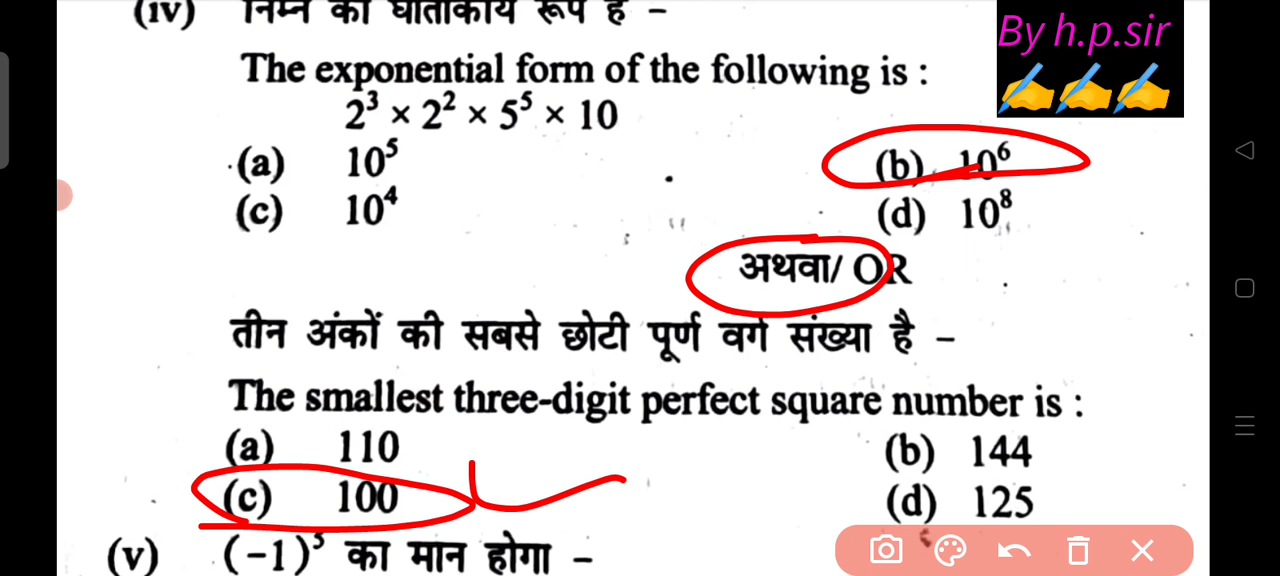 (iv) निम्न का घातांकीय रूप है –
By h.p.sir
The exponential form of the following is :
2³ × 2² × 5⁵ × 10
(a) 10⁵ (b) 10⁶
(c) 10⁴ (d) 10⁸
अथवा/ OR
तीन अंकों की सबसे छोटी पूर्ण वर्ग संख्या है –
The smallest three-digit perfect square number is :
(a) 110 (b) 144
(c) 100 (d) 125
(v) (−1)⁵ का मान होगा –